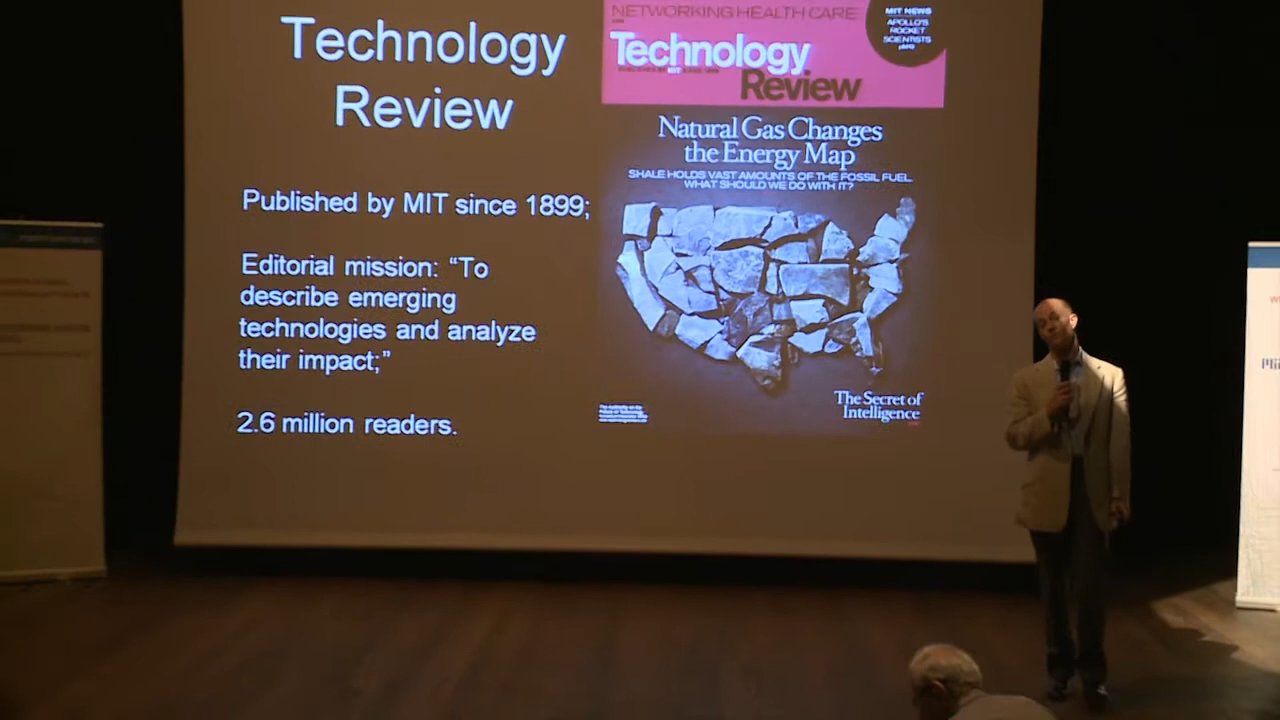 Technology
Review
Published by MIT since 1899;
Editorial mission: “To
describe emerging
technologies and analyze
their impact;”
2.6 million readers.
NETWORKING HEALTH CARE
MIT NEWS
APOLLO'S
ROCKET
SCIENTISTS
Technology
Review
Natural Gas Changes
the Energy Map
SHALE HOLDS VAST AMOUNTS OF THE FOSSIL FUEL.
WHAT SHOULD WE DO WITH IT?
The Secret of
Intelligence